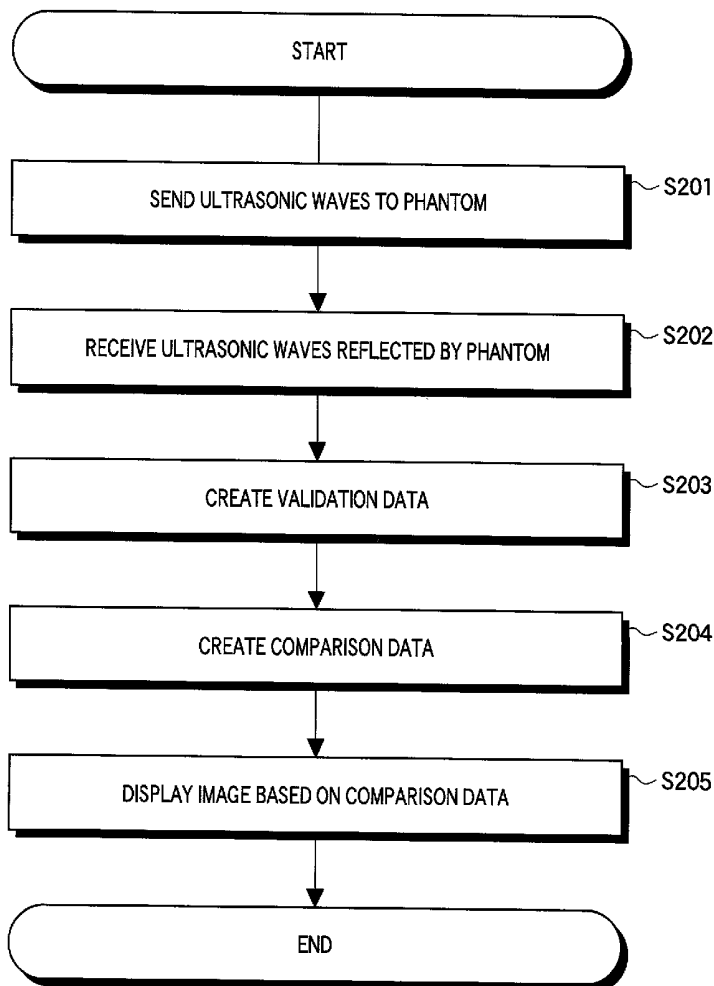 START
SEND ULTRASONIC WAVES TO PHANTOM
S201
RECEIVE ULTRASONIC WAVES REFLECTED BY PHANTOM
S202
CREATE VALIDATION DATA
S203
CREATE COMPARISON DATA
S204
DISPLAY IMAGE BASED ON COMPARISON DATA
S205
END